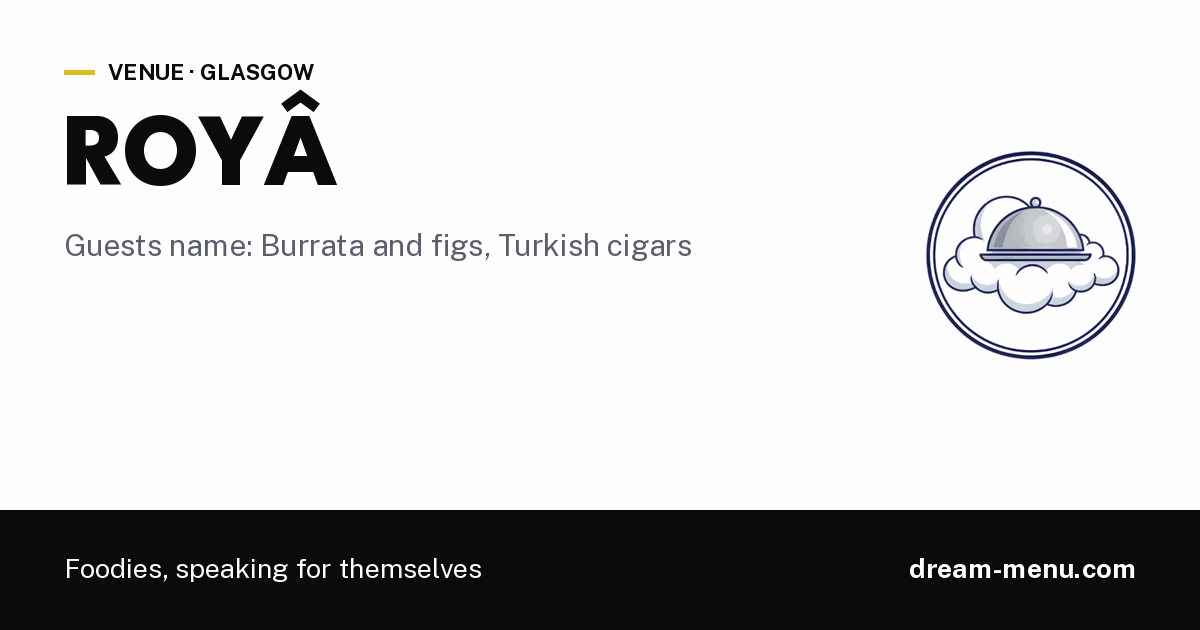 VENUE · GLASGOW
ROYÂ
Guests name: Burrata and figs, Turkish cigars
Foodies, speaking for themselves
dream-menu.com